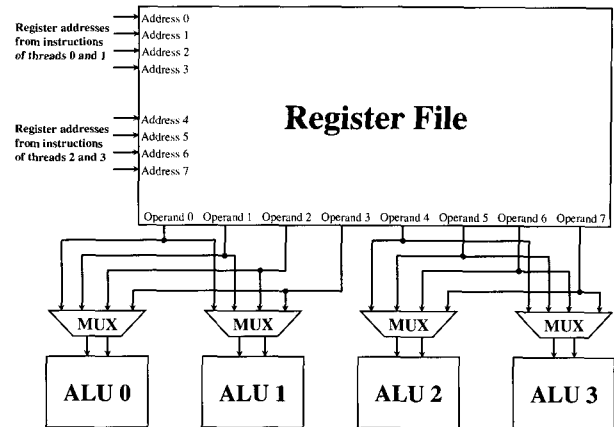 Register addresses
from instructions
of threads 0 and 1
Address 0
Address 1
Address 2
Address 3
Register File
Register addresses
from instructions
of threads 2 and 3
Address 4
Address 5
Address 6
Address 7
Operand 0 Operand 1 Operand 2 Operand 3 Operand 4 Operand 5 Operand 6 Operand 7
MUX MUX MUX MUX
ALU 0 ALU 1 ALU 2 ALU 3